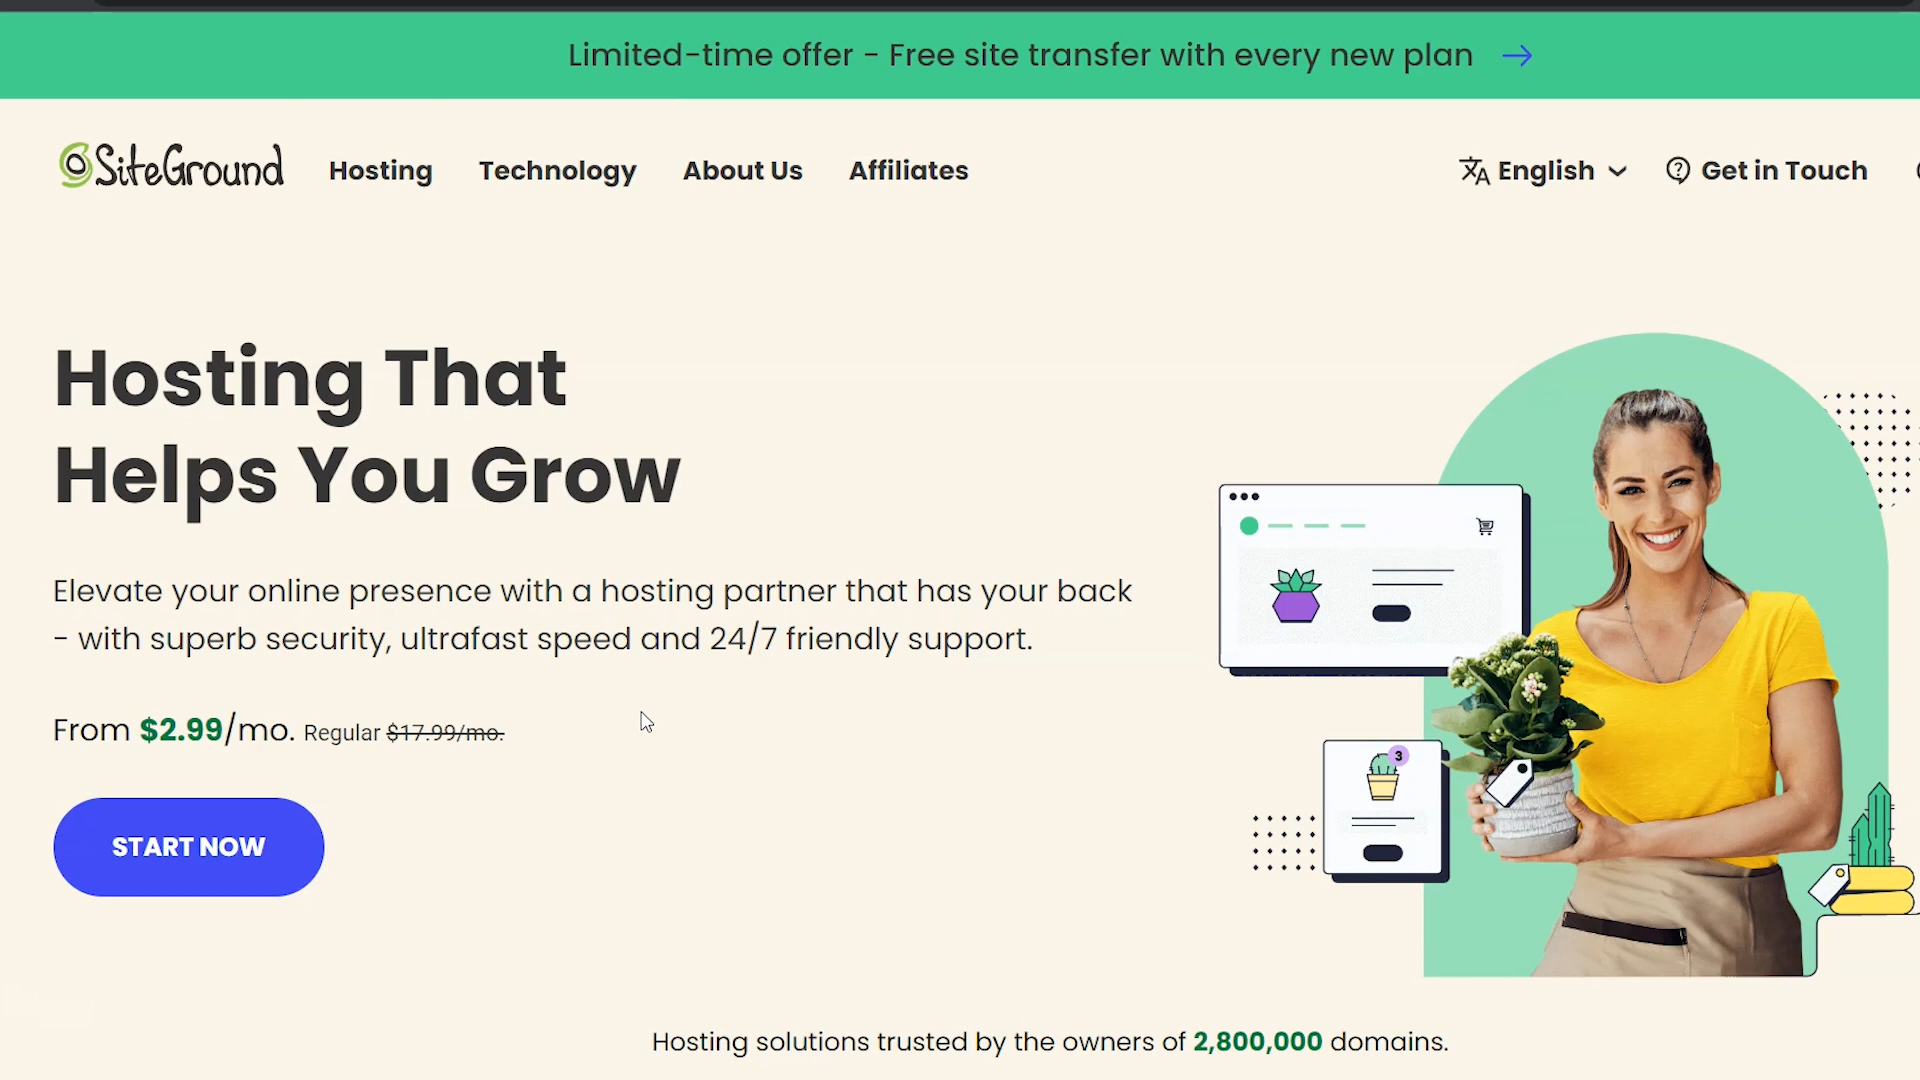 Limited-time offer - Free site transfer with every new plan →
SiteGround Hosting Technology About Us Affiliates English Get in Touch
Hosting That
Helps You Grow
Elevate your online presence with a hosting partner that has your back
- with superb security, ultrafast speed and 24/7 friendly support.
From $2.99/mo. Regular $17.99/mo.
3
START NOW
Hosting solutions trusted by the owners of 2,800,000 domains.